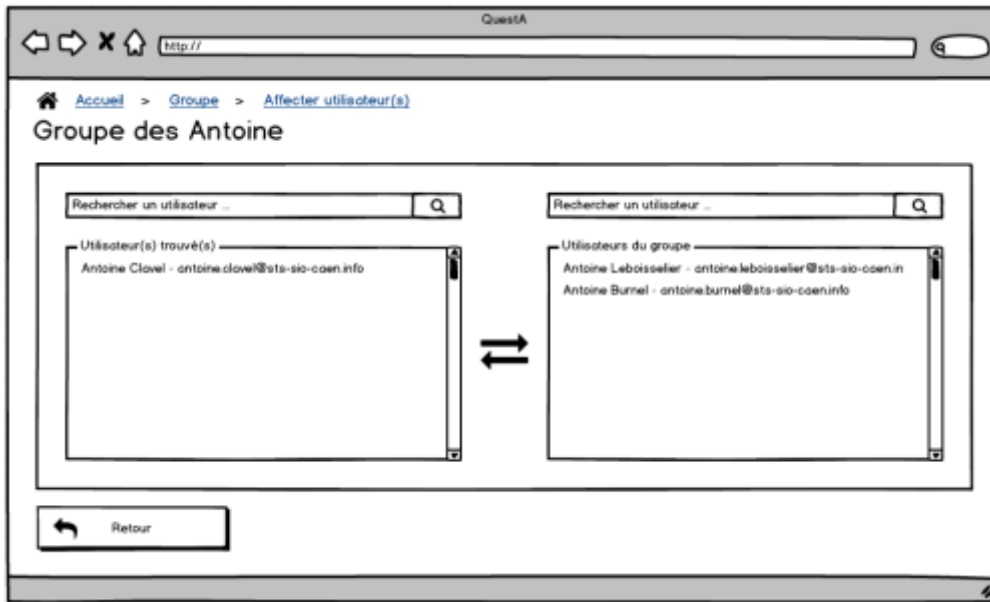 QuestA
http://
Accueil > Groupe > Affecter utilisateur(s)
Groupe des Antoine
Rechercher un utilisateur ...
Utilisateur(s) trouvé(s)
Antoine Clavel - antoine.clavel@sts-sio-caen.info
Rechercher un utilisateur ...
Utilisateurs du groupe
Antoine Leboisselier - antoine.leboisselier@sts-sio-caen.in
Antoine Burnel - antoine.burnel@sts-sio-caen.info
Retour